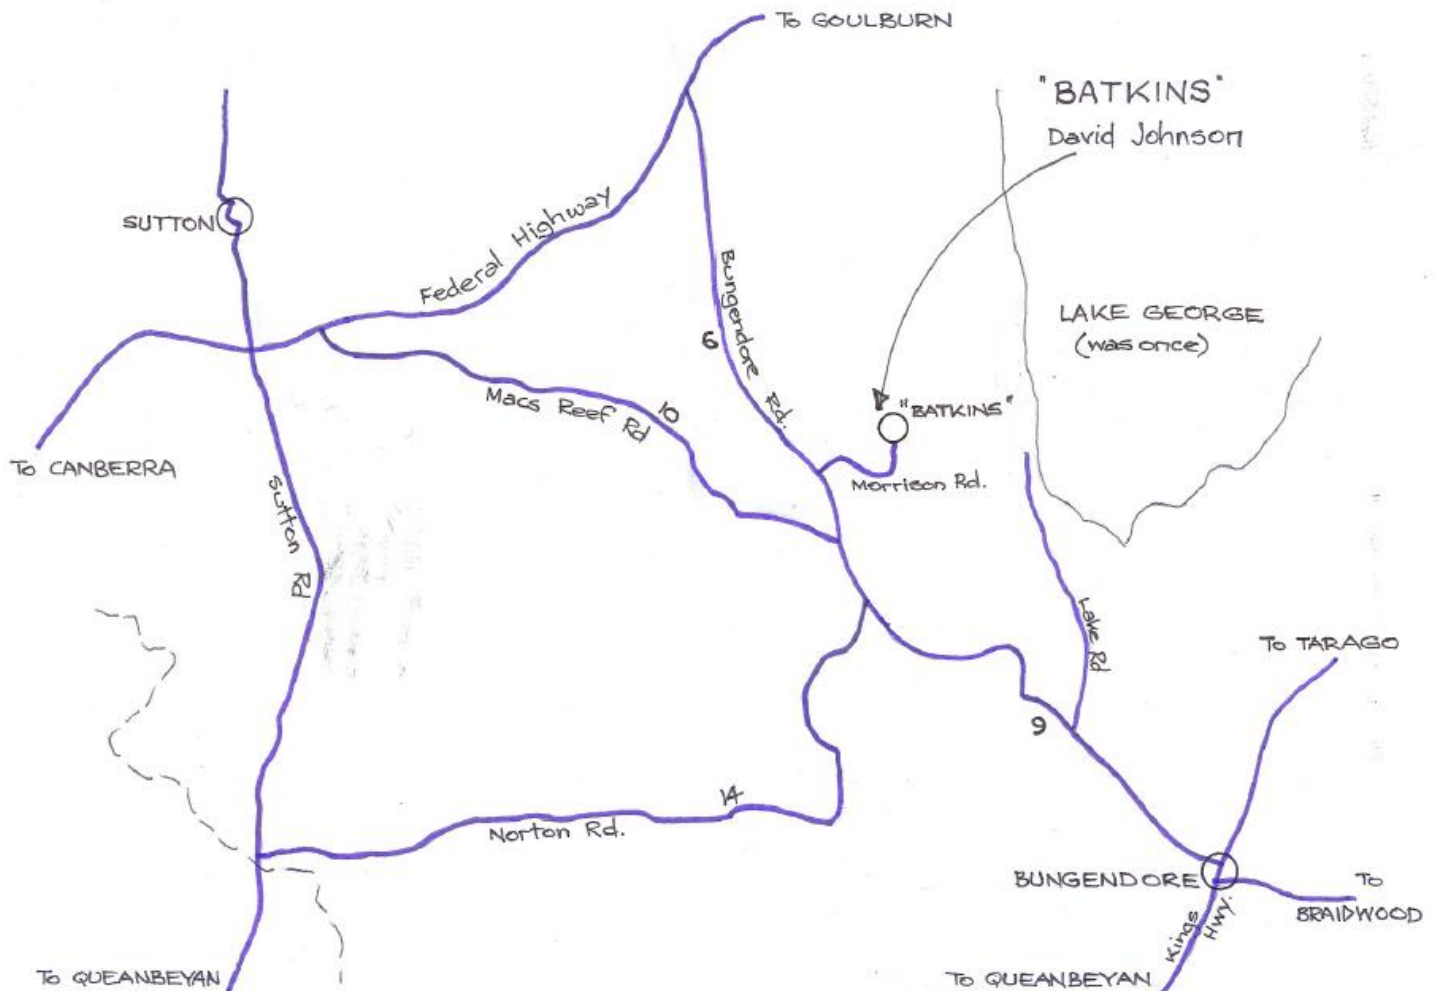 To GOULBURN
"BATKINS"
David Johnson
SUTTON
Federal Highway
Bungendore Rd.
6
LAKE GEORGE
(was once)
Macs Reef Rd
10
"BATKINS"
Morrison Rd.
To CANBERRA
Sutton Rd
Lake Rd
To TARAGO
9
14
Norton Rd.
BUNGENDORE
To
BRAIDWOOD
Kings
Hwy.
To QUEANBEYAN
To QUEANBEYAN